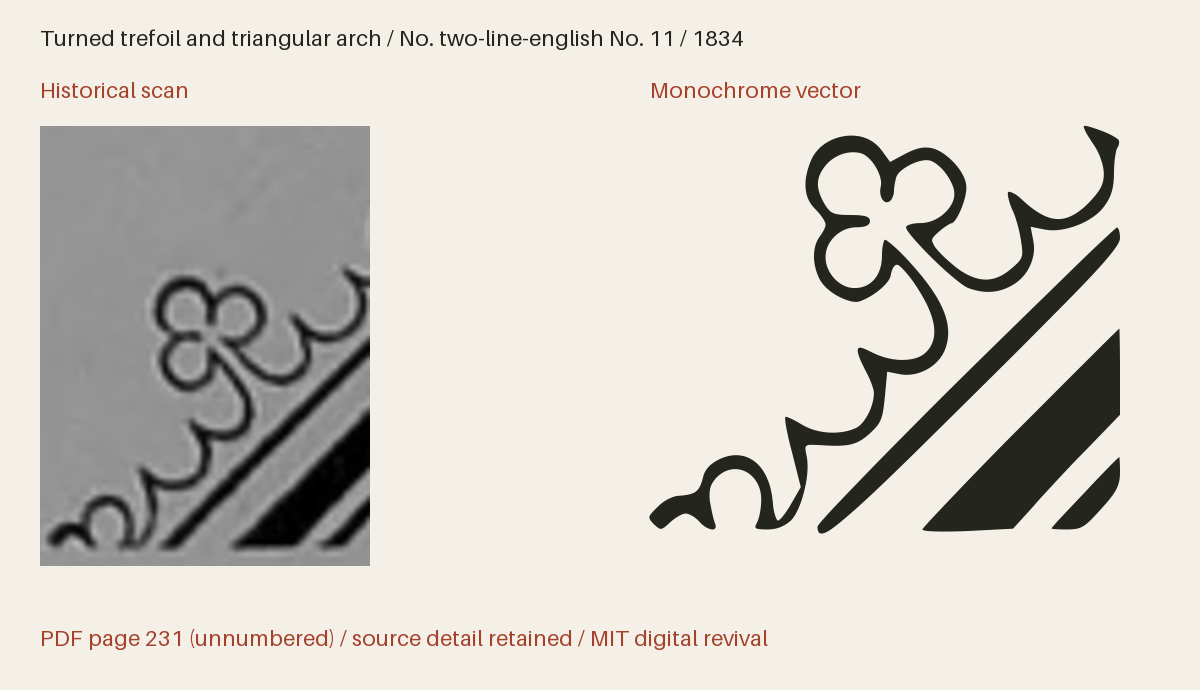 Turned trefoil and triangular arch / No. two-line-english No. 11 / 1834
Historical scan
Monochrome vector
PDF page 231 (unnumbered) / source detail retained / MIT digital revival